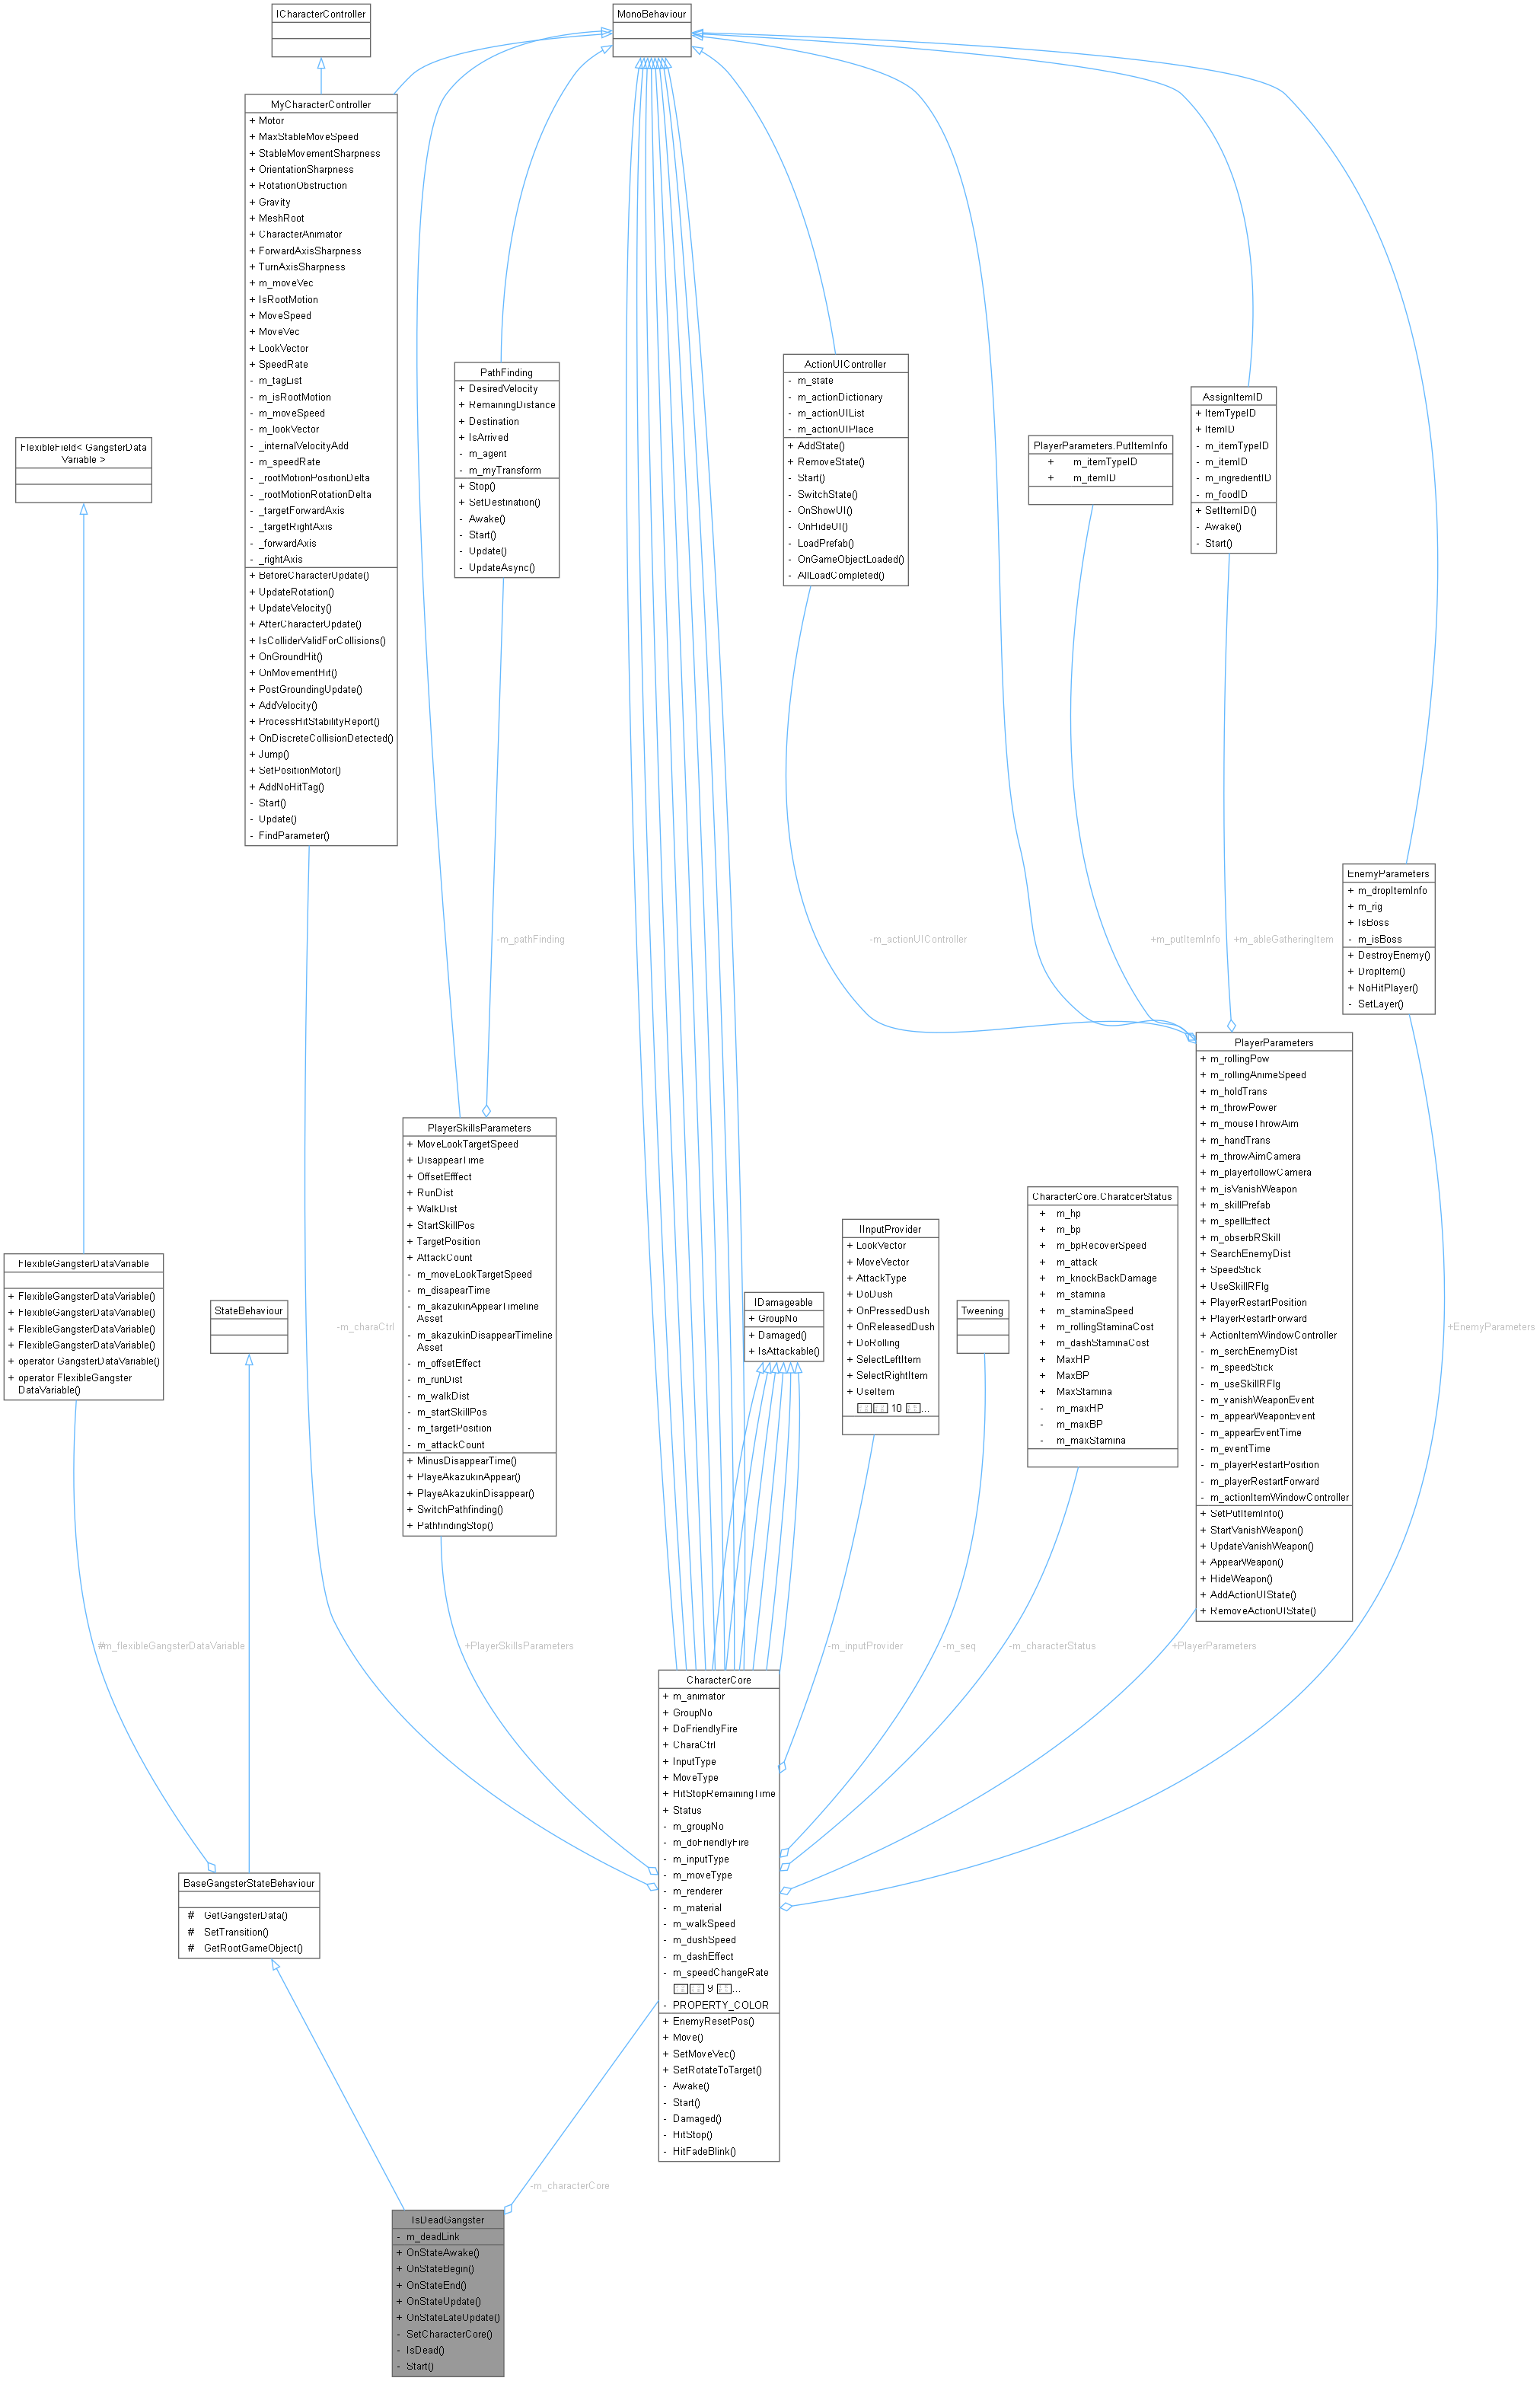 ICharacterController
MonoBehaviour
MyCharacterController
+ Motor
+ MaxStableMoveSpeed
+ StableMovementSharpness
+ OrientationSharpness
+ RotationObstruction
+ Gravity
+ MeshRoot
+ CharacterAnimator
+ ForwardAxisSharpness
+ TurnAxisSharpness
+ m_moveVec
+ IsRootMotion
+ MoveSpeed
+ MoveVec
+ LookVector
+ SpeedRate
- m_tagList
- m_isRootMotion
- m_moveSpeed
- m_lookVector
- _internalVelocityAdd
- m_speedRate
- _rootMotionPositionDelta
- _rootMotionRotationDelta
- _targetForwardAxis
- _targetRightAxis
- _forwardAxis
- _rightAxis
+ BeforeCharacterUpdate()
+ UpdateRotation()
+ UpdateVelocity()
+ AfterCharacterUpdate()
+ IsColliderValidForCollisions()
+ OnGroundHit()
+ OnMovementHit()
+ PostGroundingUpdate()
+ AddVelocity()
+ ProcessHitStabilityReport()
+ OnDiscreteCollisionDetected()
+ Jump()
+ SetPositionMotor()
+ AddNoHitTag()
- Start()
- Update()
- FindParameter()
PathFinding
+ DesiredVelocity
+ RemainingDistance
+ Destination
+ IsArrived
- m_agent
- m_myTransform
+ Stop()
+ SetDestination()
- Awake()
- Start()
- Update()
- UpdateAsync()
ActionUIController
- m_state
- m_actionDictionary
- m_actionUIList
- m_actionUIPlace
+ AddState()
+ RemoveState()
- Start()
- SwitchState()
- OnShowUI()
- OnHideUI()
- LoadPrefab()
- OnGameObjectLoaded()
- AllLoadCompleted()
PlayerParameters.PutItemInfo
+ m_itemTypeID
+ m_itemID
AssignItemID
+ ItemTypeID
+ ItemID
- m_itemTypeID
- m_itemID
- m_ingredientID
- m_foodID
+ SetItemID()
- Awake()
- Start()
FlexibleField< GangsterData
Variable >
EnemyParameters
+ m_dropItemInfo
+ m_rig
+ IsBoss
- m_isBoss
+ DestroyEnemy()
+ DropItem()
+ NoHitPlayer()
- SetLayer()
-m_pathFinding
-m_actionUIController
+m_putItemInfo
+m_ableGatheringItem
PlayerParameters
+ m_rollingPow
+ m_rollingAnimeSpeed
+ m_holdTrans
+ m_throwPower
+ m_mouseThrowAim
+ m_handTrans
+ m_throwAimCamera
+ m_playerfollowCamera
+ m_isVanishWeapon
+ m_skillPrefab
+ m_spellEffect
+ m_obserbRSkill
+ SearchEnemyDist
+ SpeedStick
+ UseSkillRFlg
+ PlayerRestartPosition
+ PlayerRestartForward
+ ActionItemWindowController
- m_serchEnemyDist
- m_speedStick
- m_useSkillRFlg
- m_vanishWeaponEvent
- m_appearWeaponEvent
- m_appearEventTime
- m_eventTime
- m_playerRestartPosition
- m_playerRestartForward
- m_actionItemWindowController
+ SetPutItemInfo()
+ StartVanishWeapon()
+ UpdateVanishWeapon()
+ AppearWeapon()
+ HideWeapon()
+ AddActionUIState()
+ RemoveActionUIState()
PlayerSkillsParameters
+ MoveLookTargetSpeed
+ DisappearTime
+ OffsetEfffect
+ RunDist
+ WalkDist
+ StartSkillPos
+ TargetPosition
+ AttackCount
- m_moveLookTargetSpeed
- m_disapearTime
- m_akazukinAppearTimeline
Asset
- m_akazukinDisappearTimeline
Asset
- m_offsetEffect
- m_runDist
- m_walkDist
- m_startSkillPos
- m_targetPosition
- m_attackCount
+ MinusDisappearTime()
+ PlayeAkazukinAppear()
+ PlayeAkazukinDisappear()
+ SwitchPathfinding()
+ PathfindingStop()
CharacterCore.CharatcerStatus
+ m_hp
+ m_bp
+ m_bpRecoverSpeed
+ m_attack
+ m_knockBackDamage
+ m_stamina
+ m_staminaSpeed
+ m_rollingStaminaCost
+ m_dashStaminaCost
+ MaxHP
+ MaxBP
+ MaxStamina
- m_maxHP
- m_maxBP
- m_maxStamina
IInputProvider
+ LookVector
+ MoveVector
+ AttackType
+ DoDush
+ OnPressedDush
+ OnReleasedDush
+ DoRolling
+ SelectLeftItem
+ SelectRightItem
+ UseItem
10 ...
IDamageable
+ GroupNo
+ Damaged()
+ IsAttackable()
Tweening
FlexibleGangsterDataVariable
+ FlexibleGangsterDataVariable()
+ FlexibleGangsterDataVariable()
+ FlexibleGangsterDataVariable()
+ FlexibleGangsterDataVariable()
+ operator GangsterDataVariable()
+ operator FlexibleGangster
DataVariable()
StateBehaviour
-m_charaCtrl
+EnemyParameters
#m_flexibleGangsterDataVariable
+PlayerSkillsParameters
-m_inputProvider
-m_seq
-m_characterStatus
+PlayerParameters
CharacterCore
+ m_animator
+ GroupNo
+ DoFriendlyFire
+ CharaCtrl
+ InputType
+ MoveType
+ HitStopRemainingTime
+ Status
- m_groupNo
- m_doFriendlyFire
- m_inputType
- m_moveType
- m_renderer
- m_material
- m_walkSpeed
- m_dushSpeed
- m_dashEffect
- m_speedChangeRate
9 ...
- PROPERTY_COLOR
+ EnemyResetPos()
+ Move()
+ SetMoveVec()
+ SetRotateToTarget()
- Awake()
- Start()
- Damaged()
- HitStop()
- HitFadeBlink()
BaseGangsterStateBehaviour
# GetGangsterData()
# SetTransition()
# GetRootGameObject()
-m_characterCore
IsDeadGangster
- m_deadLink
+ OnStateAwake()
+ OnStateBegin()
+ OnStateEnd()
+ OnStateUpdate()
+ OnStateLateUpdate()
- SetCharacterCore()
- IsDead()
- Start()